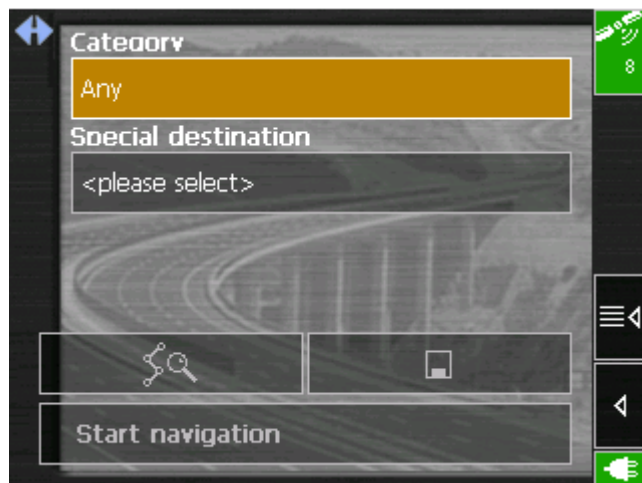 Category
8
Any
Special destination
<please select>
Start navigation